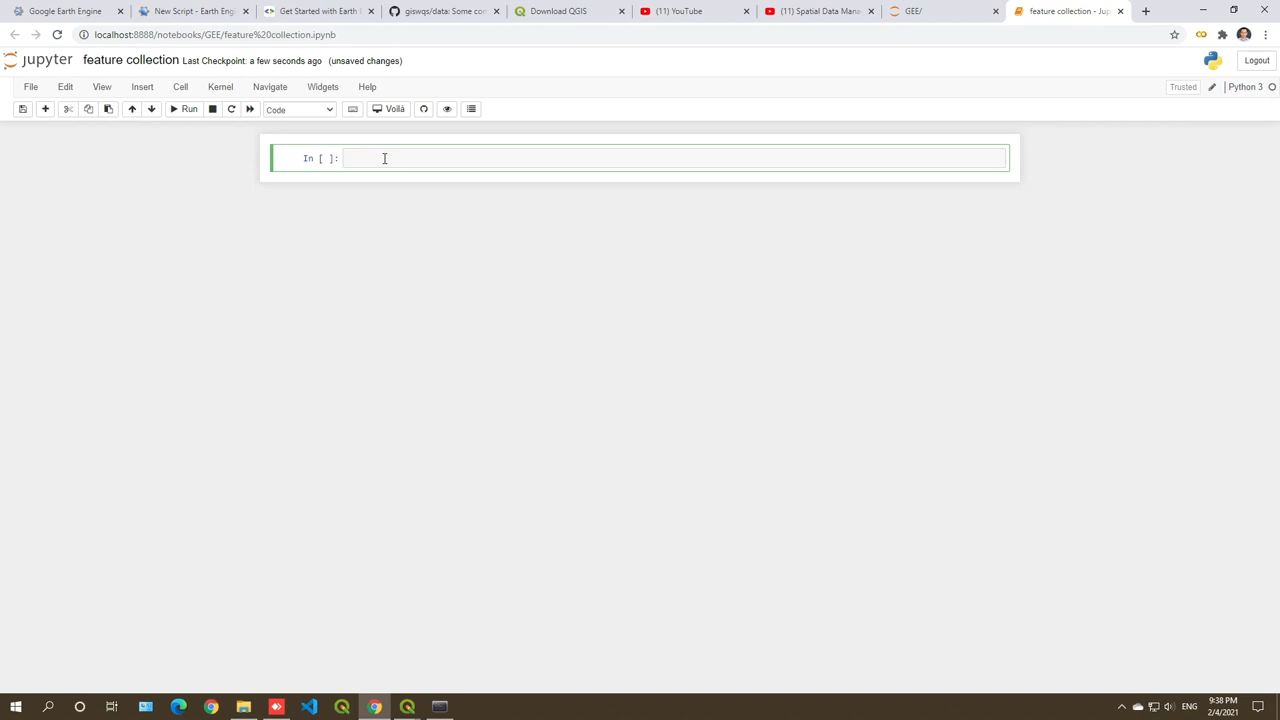 Google Earth Engine
New Script - Earth Engi
Get Started with Earth E
giswqs/data: Some com
Download QGIS
(11) YouTube
(11) Spatial Data Mana
GEE/
feature collection - Jup
localhost:8888/notebooks/GEE/feature%20collection.ipynb
jupyter feature collection Last Checkpoint: a few seconds ago (unsaved changes)
Logout
File Edit View Insert Cell Kernel Navigate Widgets Help
Trusted
Python 3
Run
Code
Voilà
In [ ]:
ENG
9:38 PM
2/4/2021